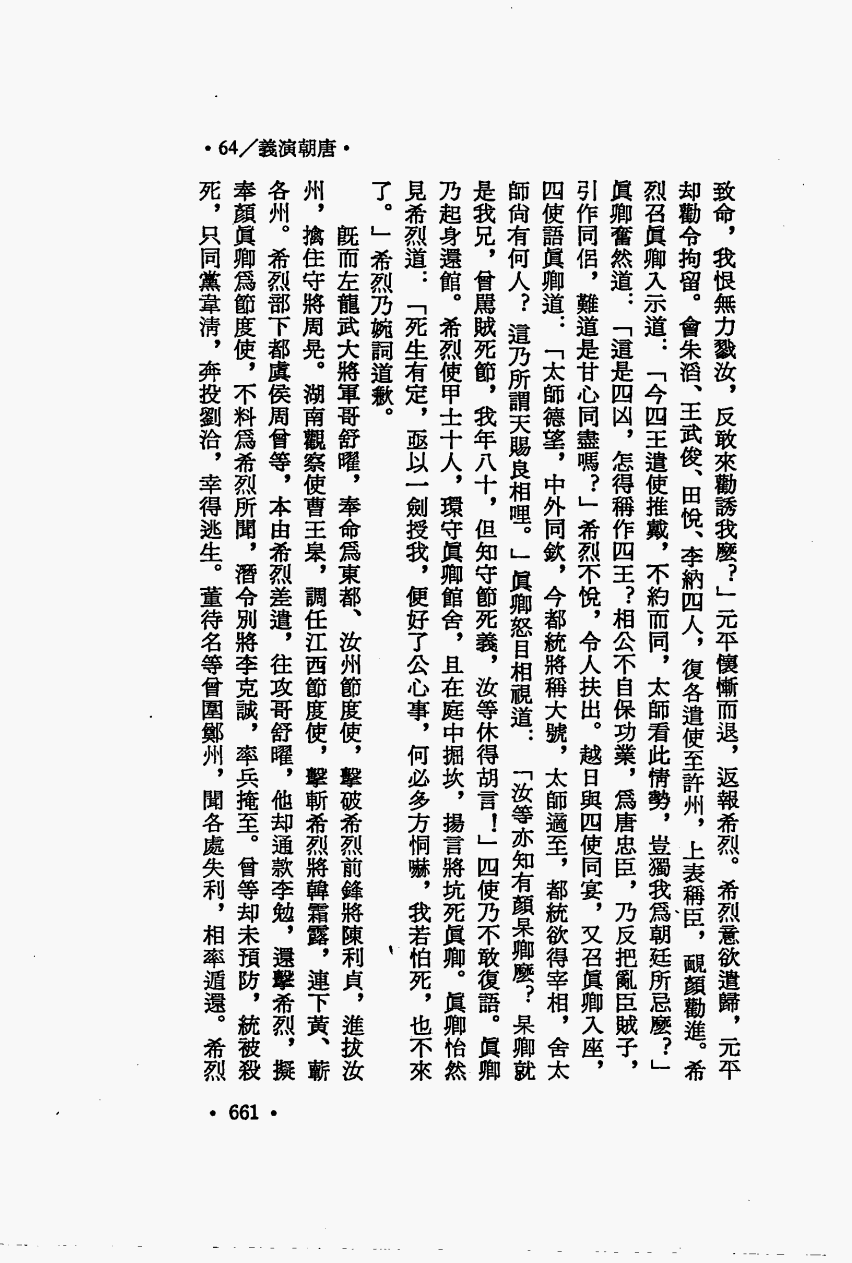 •唐朝演義／64•
致命，我恨無力戮汝，反敢來勸誘我麼？」元平懷慚而退，返報希烈。希烈意欲遣歸，元平
却勸令拘留。會朱滔、王武俊、田悅、李納四人，復各遣使至許州，上表稱臣，靦顏勸進。希
烈召眞卿入示道：「今四王遣使推戴，不約而同，太師看此情勢，豈獨我爲朝廷所忌麼？」
眞卿奮然道：「這是四凶，怎得稱作四王？相公不自保功業，爲唐忠臣，乃反把亂臣賊子，
引作同侶，難道是甘心同盡嗎？」希烈不悅，令人扶出。越日與四使同宴，又召眞卿入座，
四使語眞卿道：「太師德望，中外同欽，今都統將稱大號，太師適至，都統欲得宰相，舍太
師尙有何人？這乃所謂天賜良相哩。」眞卿怒目相視道：「汝等亦知有顏杲卿麼？杲卿就
是我兄，曾罵賊死節，我年八十，但知守節死義，汝等休得胡言！」四使乃不敢復語。眞卿
乃起身還館。希烈使甲士十人，環守眞卿館舍，且在庭中掘坎，揚言將坑死眞卿。眞卿怡然
見希烈道：「死生有定，亟以一劍授我，便好了公心事，何必多方恫嚇，我若怕死，也不來
了。」希烈乃婉詞道歉。
既而左龍武大將軍哥舒曜，奉命爲東都、汝州節度使，擊破希烈前鋒將陳利貞，進拔汝
州，擒住守將周晃。湖南觀察使曹王皋，調任江西節度使，擊斬希烈將韓霜露，連下黃、蘄
各州。希烈部下都虞侯周曾等，本由希烈差遣，往攻哥舒曜，他却通款李勉，還擊希烈，擬
奉顏眞卿爲節度使，不料爲希烈所聞，潛令別將李克誠，率兵掩至。曾等却未預防，統被殺
死，只同黨韋淸，奔投劉洽，幸得逃生。董待名等曾圍鄭州，聞各處失利，相率遁還。希烈
•661•